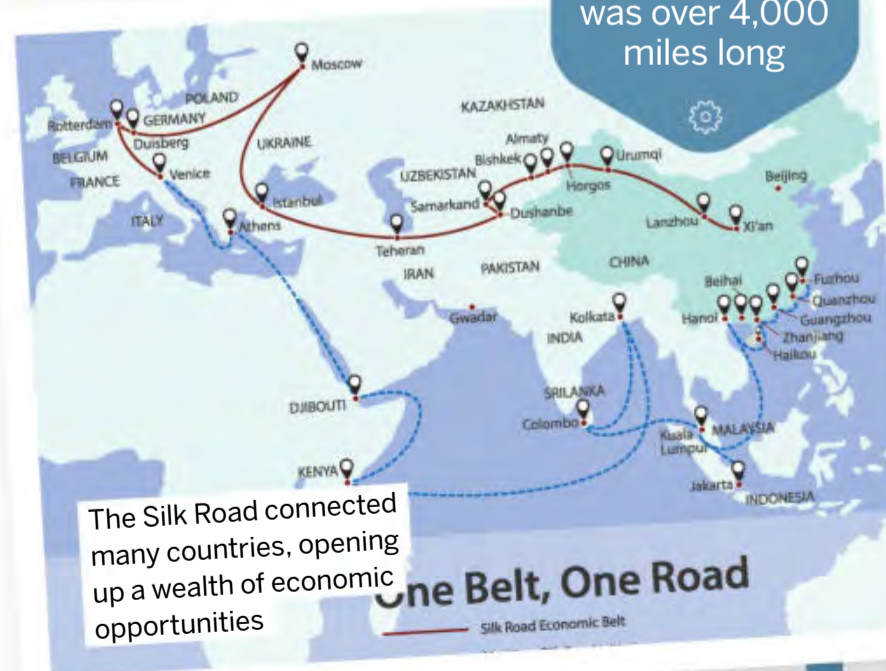 was over 4,000
miles long
Moscow
POLAND
Rotterdam
GERMANY
Duisberg
BELGIUM
UKRAINE
FRANCE
Venice
ITALY
Istanbul
Athens
KAZAKHSTAN
Almaty
Bishkek
Urumqi
UZBEKISTAN
Horgos
Beijing
Samarkand
Dushanbe
Lanzhou
Xi'an
Teheran
IRAN
PAKISTAN
CHINA
Gwadar
Kolkata
INDIA
Beihai
Fuzhou
Quanzhou
Hanoi
Guangzhou
Zhanjiang
Haikou
DJIBOUTI
SRILANKA
Colombo
Kuala
Lumpur
MALAYSIA
KENYA
Jakarta
INDONESIA
The Silk Road connected
many countries, opening
up a wealth of economic
opportunities
One Belt, One Road
Silk Road Economic Belt